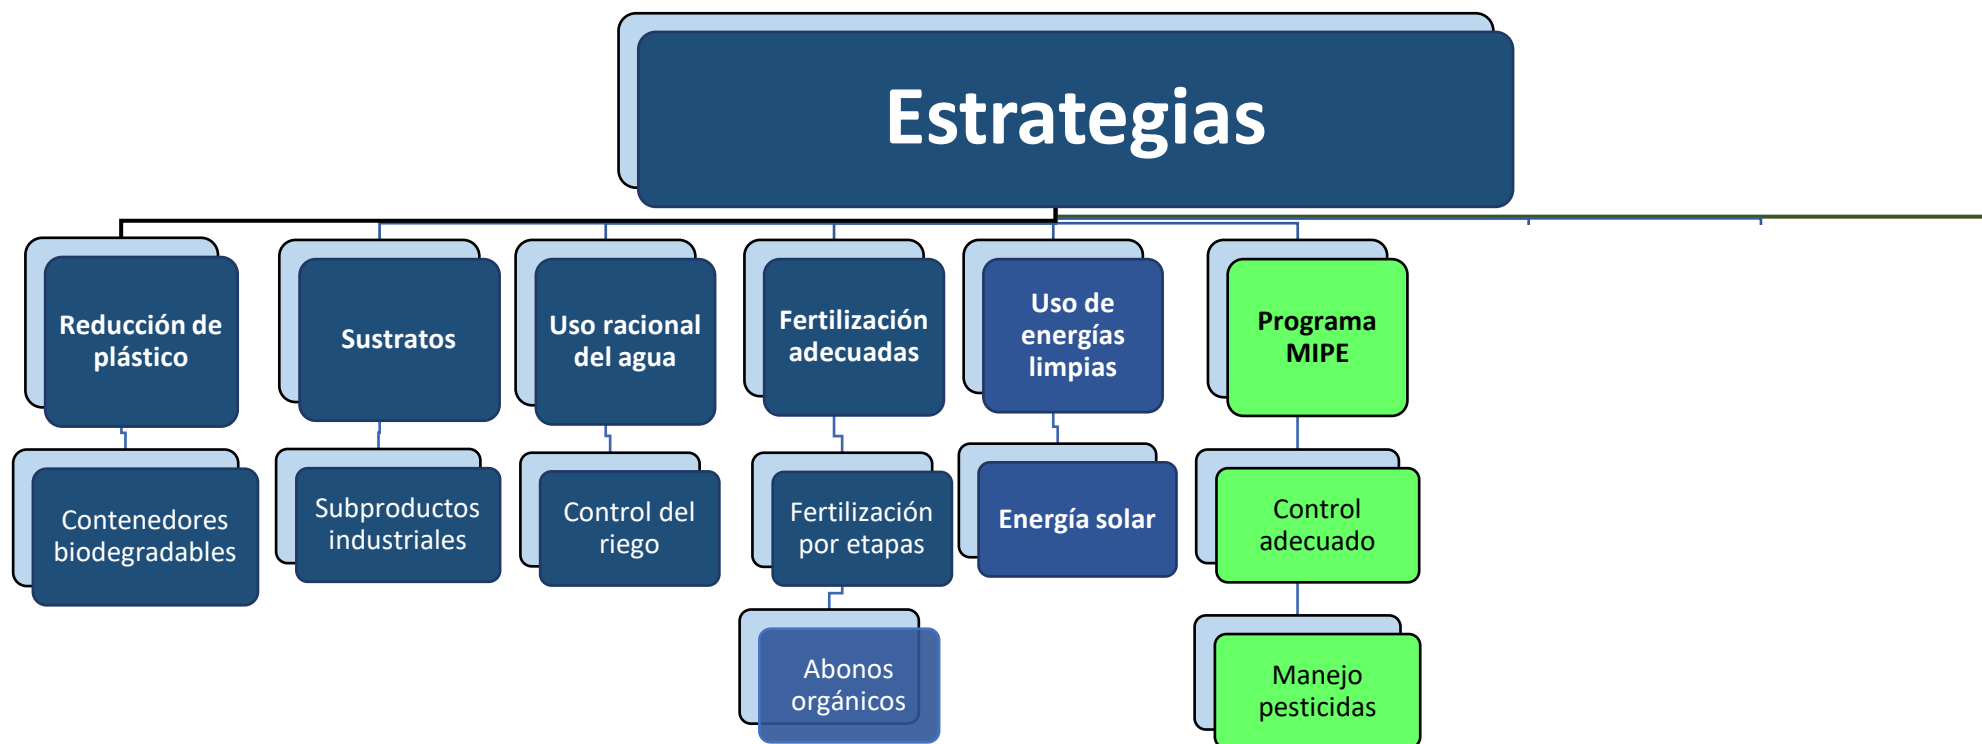 Estrategias
Reducción de
plástico
Sustratos
Uso racional
del agua
Fertilización
adecuadas
Uso de
energías
limpias
Programa
MIPE
Contenedores
biodegradables
Subproductos
industriales
Control del
riego
Fertilización
por etapas
Energía solar
Control
adecuado
Abonos
orgánicos
Manejo
pesticidas